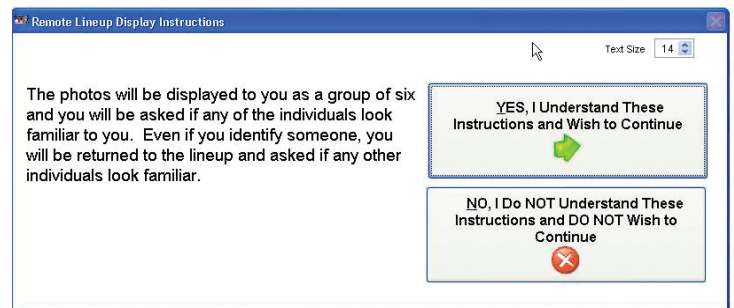 Remote Lineup Display Instructions
Text Size 14
The photos will be displayed to you as a group of six
and you will be asked if any of the individuals look
familiar to you. Even if you identify someone, you
will be returned to the lineup and asked if any other
individuals look familiar.
YES, I Understand These
Instructions and Wish to Continue
NO, I Do NOT Understand These
Instructions and DO NOT Wish to
Continue